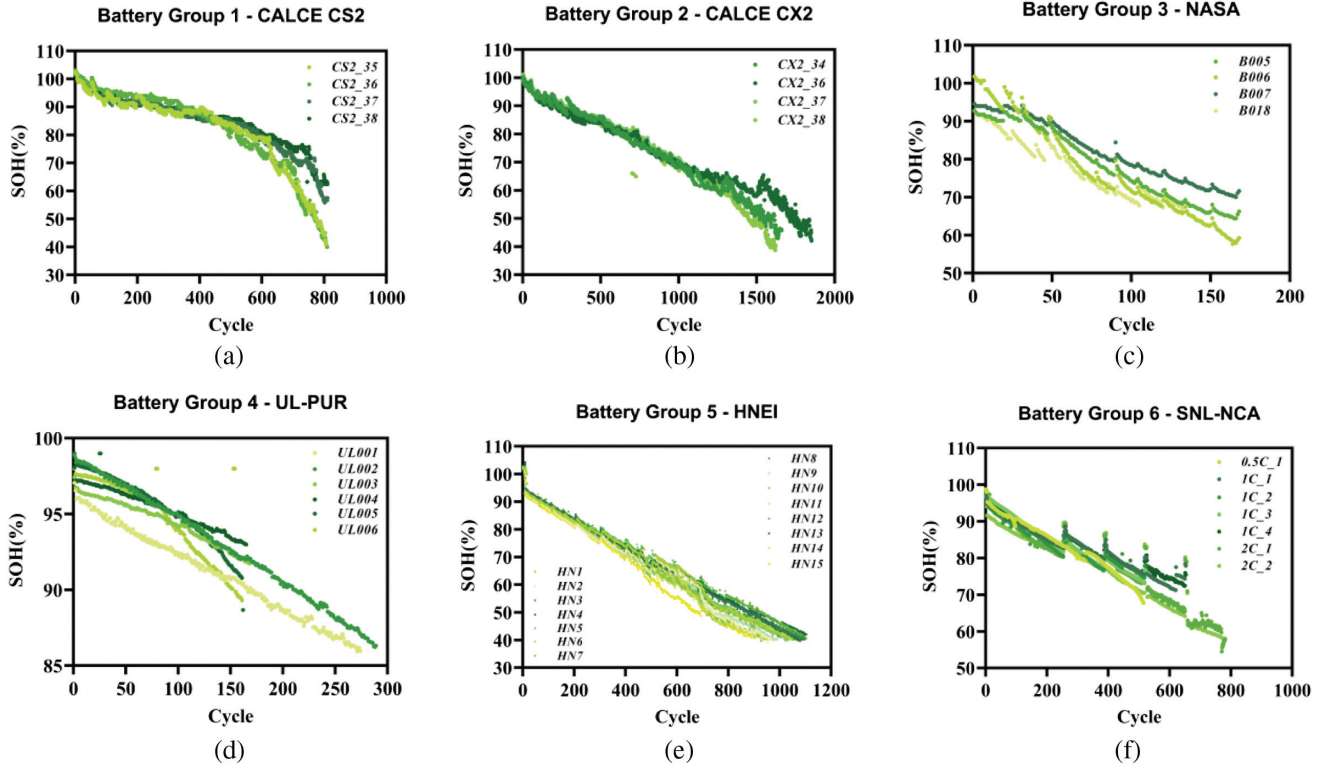 Battery Group 1 - CALCE CS2
110
100
90
80
70
60
50
40
30
SOH(%)
0 200 400 600 800 1000
Cycle
CS2_35
CS2_36
CS2_37
CS2_38
(a)
Battery Group 2 - CALCE CX2
110
100
90
80
70
60
50
40
30
SOH(%)
0 500 1000 1500 2000
Cycle
CX2_34
CX2_36
CX2_37
CX2_38
(b)
Battery Group 3 - NASA
110
100
90
80
70
60
50
SOH(%)
0 50 100 150 200
Cycle
B005
B006
B007
B018
(c)
Battery Group 4 - UL-PUR
100
95
90
85
SOH(%)
0 50 100 150 200 250 300
Cycle
UL001
UL002
UL003
UL004
UL005
UL006
(d)
Battery Group 5 - HNEI
110
100
90
80
70
60
50
40
30
SOH(%)
0 200 400 600 800 1000 1200
Cycle
HN8
HN9
HN10
HN11
HN12
HN13
HN14
HN15
HN1
HN2
HN3
HN4
HN5
HN6
HN7
(e)
Battery Group 6 - SNL-NCA
110
100
90
80
70
60
50
SOH(%)
0 200 400 600 800 1000
Cycle
0.5C_1
1C_1
1C_2
1C_3
1C_4
2C_1
2C_2
(f)